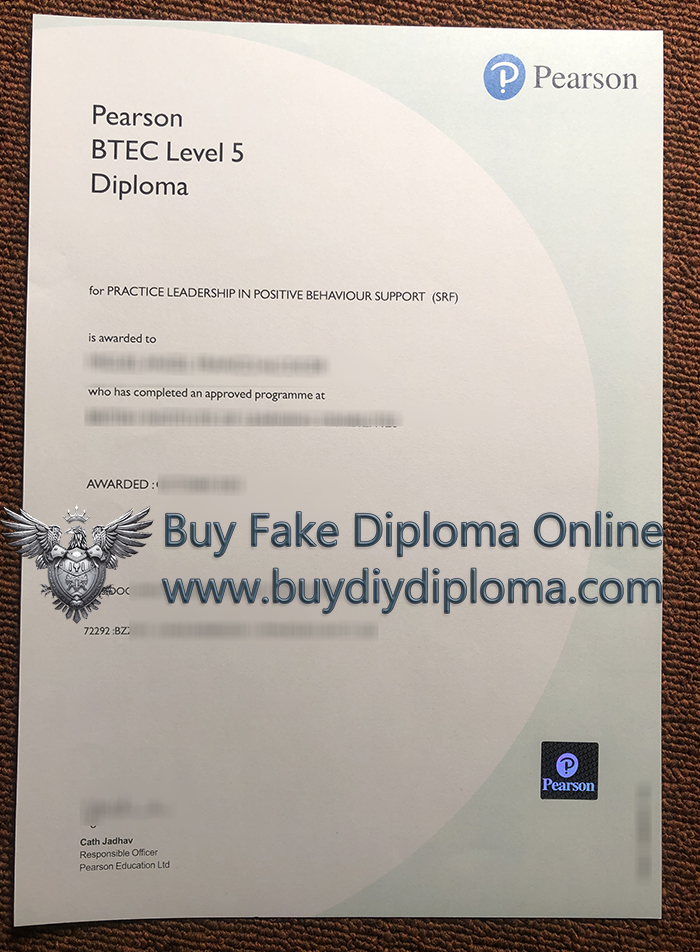 Pearson
Pearson
BTEC Level 5
Diploma
for PRACTICE LEADERSHIP IN POSITIVE BEHAVIOUR SUPPORT (SRF)
is awarded to
who has completed an approved programme at
AWARDED :
Buy Fake Diploma Online
www.buydiydiploma.com
72292 :BZ
Pearson
Cath Jadhav
Responsible Officer
Pearson Education Ltd